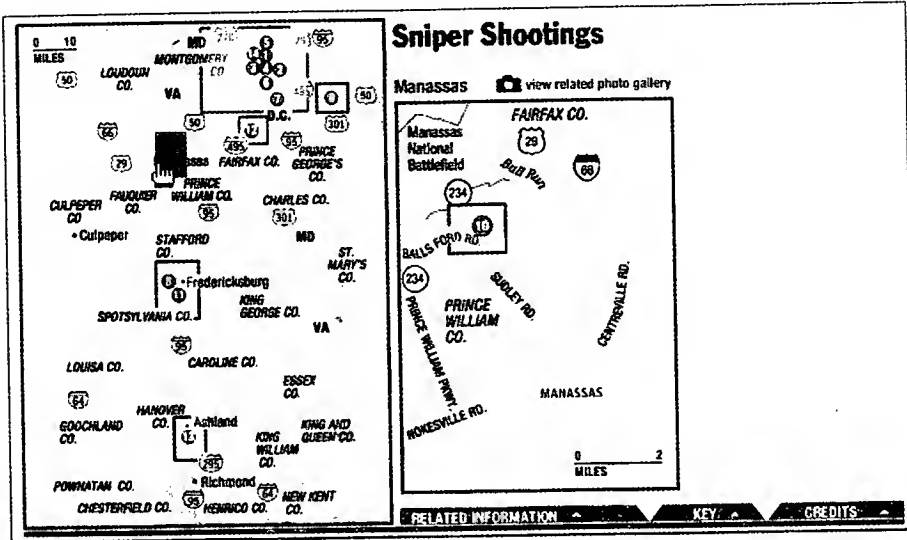 Sniper Shootings
Manassas view related photo gallery
0 10
MILES
MD
MONTGOMERY CO
LOUDOUN CO.
95
50
VA
D.C.
50
50
301
66
495
95
29
FAIRFAX CO.
PRINCE GEORGE'S CO.
FAUQUIER CO.
PRINCE WILLIAM CO.
CULPEPER CO
95
CHARLES CO.
301
Culpeper
STAFFORD CO.
MD
ST. MARY'S CO.
Fredericksburg
KING GEORGE CO.
SPOTSYLVANIA CO.
VA
95
CAROLINE CO.
LOUISA CO.
ESSEX CO.
64
HANOVER CO.
Ashland
GOOCHLAND CO.
KING WILLIAM CO.
KING AND QUEEN CO.
295
Richmond
POWNATAN CO.
95
64
CHESTERFIELD CO.
HENRICO CO.
NEW KENT CO.
FAIRFAX CO.
Manassas National Battlefield
29
66
Bull Run
234
BALLS FORD RD.
234
SUDLEY RD.
PRINCE WILLIAM PKWY.
PRINCE WILLIAM CO.
CENTREVILLE RD.
MANASSAS
NOKESVILLE RD.
0 2
MILES
RELATED INFORMATION
KEY
CREDITS